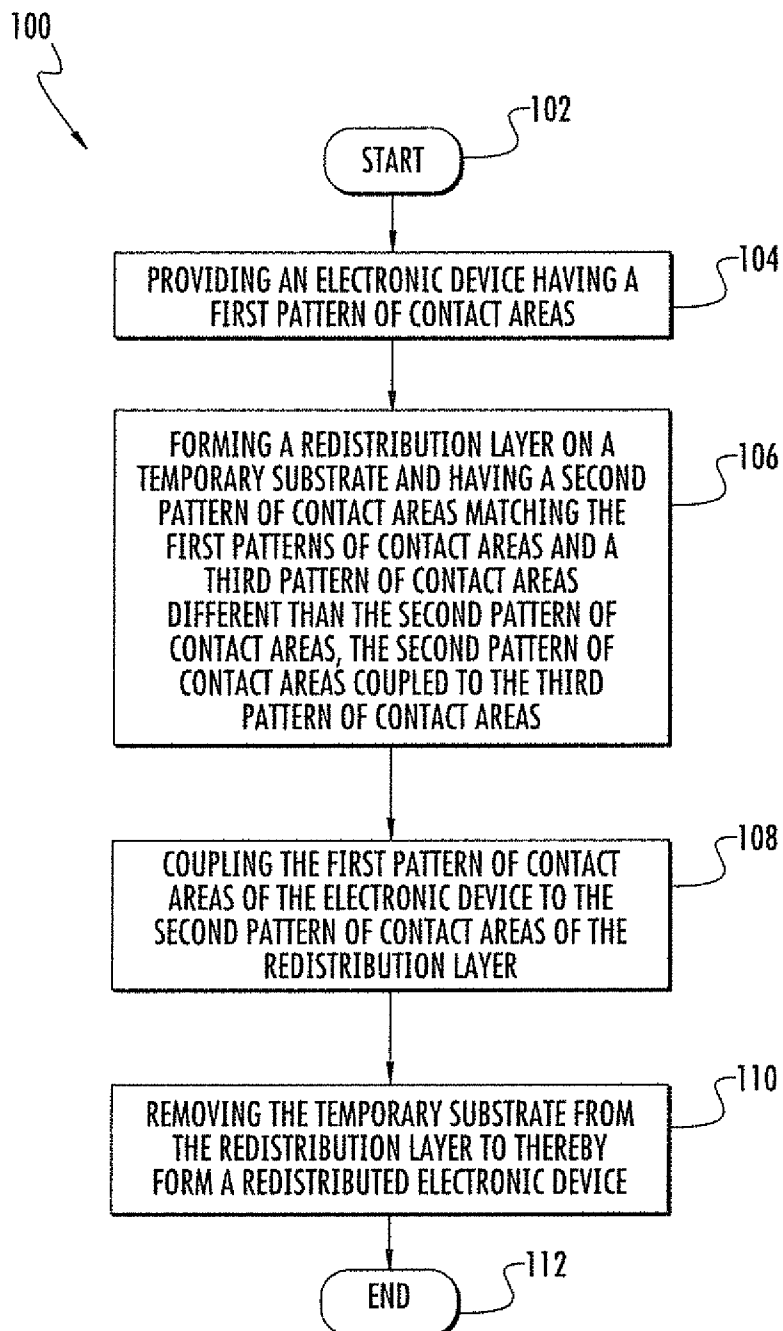 100
102
START
104
PROVIDING AN ELECTRONIC DEVICE HAVING A
FIRST PATTERN OF CONTACT AREAS
106
FORMING A REDISTRIBUTION LAYER ON A
TEMPORARY SUBSTRATE AND HAVING A SECOND
PATTERN OF CONTACT AREAS MATCHING THE
FIRST PATTERNS OF CONTACT AREAS AND A
THIRD PATTERN OF CONTACT AREAS
DIFFERENT THAN THE SECOND PATTERN OF
CONTACT AREAS, THE SECOND PATTERN OF
CONTACT AREAS COUPLED TO THE THIRD
PATTERN OF CONTACT AREAS
108
COUPLING THE FIRST PATTERN OF CONTACT
AREAS OF THE ELECTRONIC DEVICE TO THE
SECOND PATTERN OF CONTACT AREAS OF THE
REDISTRIBUTION LAYER
110
REMOVING THE TEMPORARY SUBSTRATE FROM
THE REDISTRIBUTION LAYER TO THEREBY
FORM A REDISTRIBUTED ELECTRONIC DEVICE
112
END